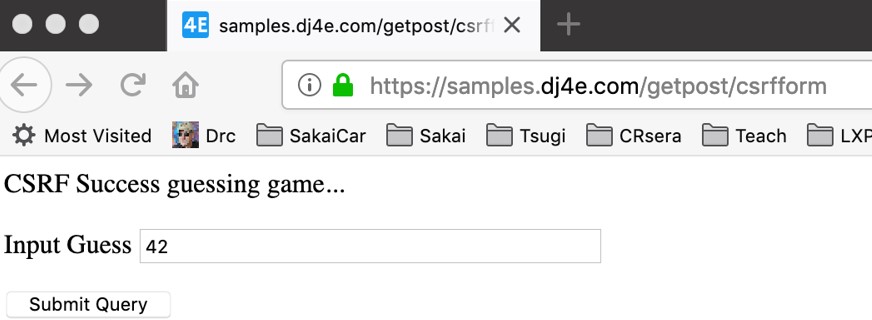 4E samples.dj4e.com/getpost/csrf
https://samples.dj4e.com/getpost/csrfform
Most Visited Drc SakaiCar Sakai Tsugi CRsera Teach LXP
CSRF Success guessing game...
Input Guess 42
Submit Query